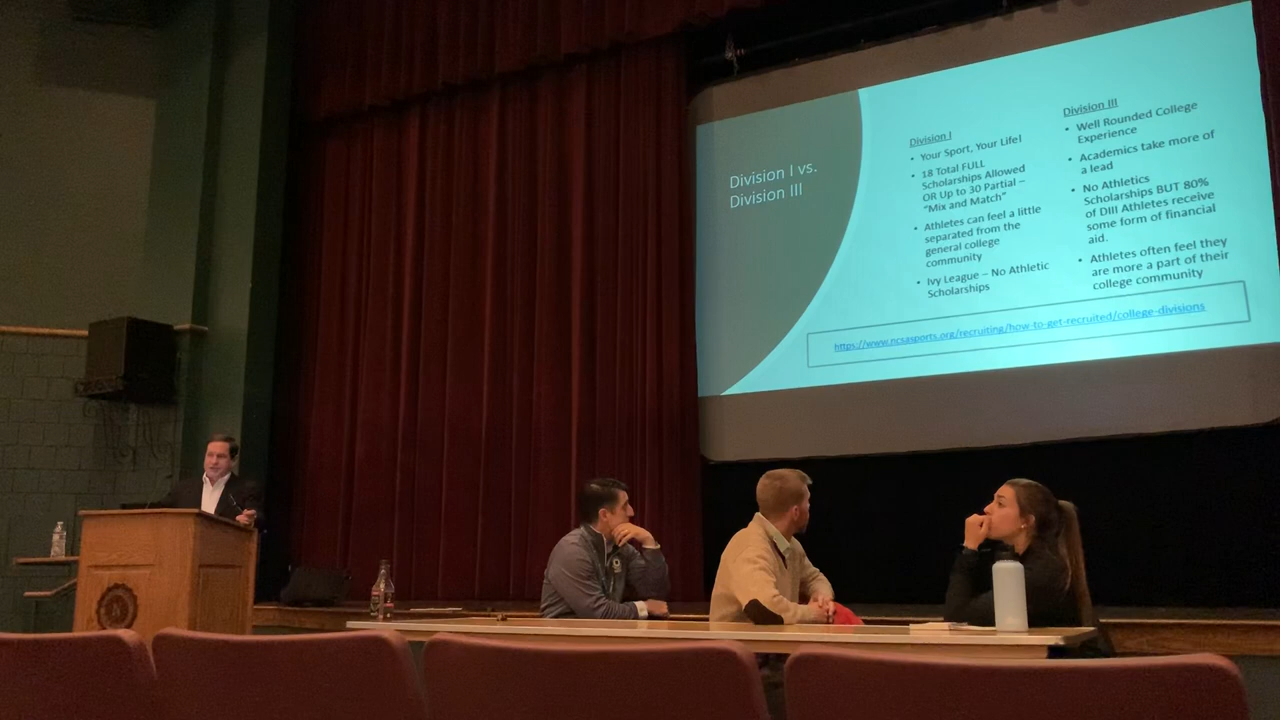 Division I vs.
Division III
Division I
• Your Sport, Your Life!
• 18 Total FULL
Scholarships Allowed
OR Up to 30 Partial –
“Mix and Match”
• Athletes can feel a little
separated from the
general college
community
• Ivy League – No Athletic
Scholarships
Division III
• Well Rounded College
Experience
• Academics take more of
a lead
• No Athletics
Scholarships BUT 80%
of DIII Athletes receive
some form of financial
aid.
• Athletes often feel they
are more a part of their
college community
https://www.ncsasports.org/recruiting/how-to-get-recruited/college-divisions
N